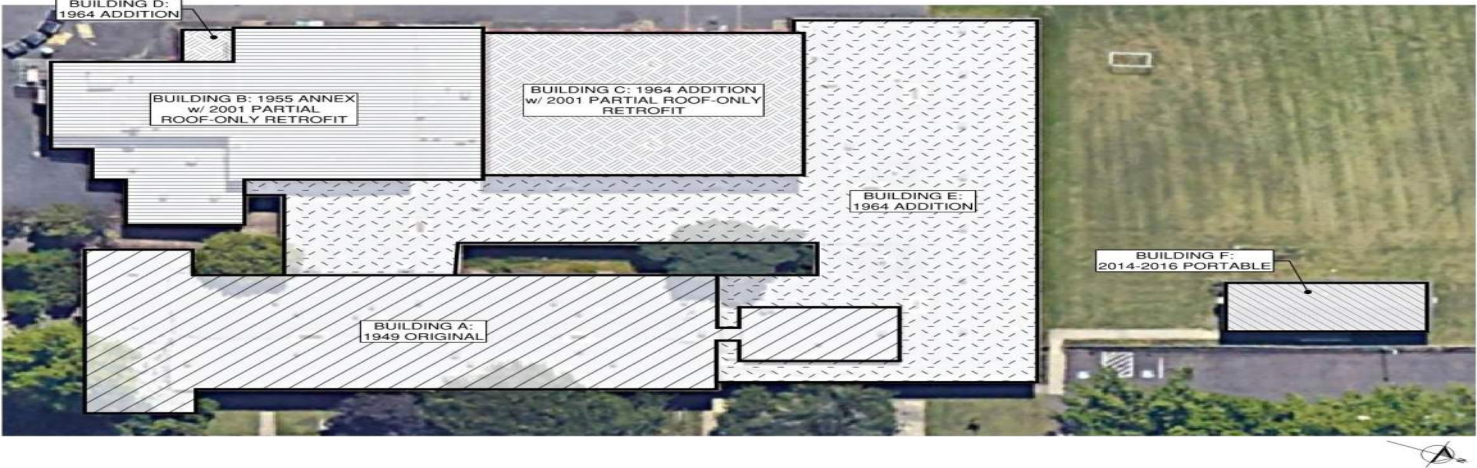 BUILDING D:
1964 ADDITION
BUILDING B: 1955 ANNEX
w/ 2001 PARTIAL
ROOF-ONLY RETROFIT
BUILDING C: 1964 ADDITION
w/ 2001 PARTIAL ROOF-ONLY
RETROFIT
BUILDING E:
1964 ADDITION
BUILDING F:
2014-2016 PORTABLE
BUILDING A:
1949 ORIGINAL